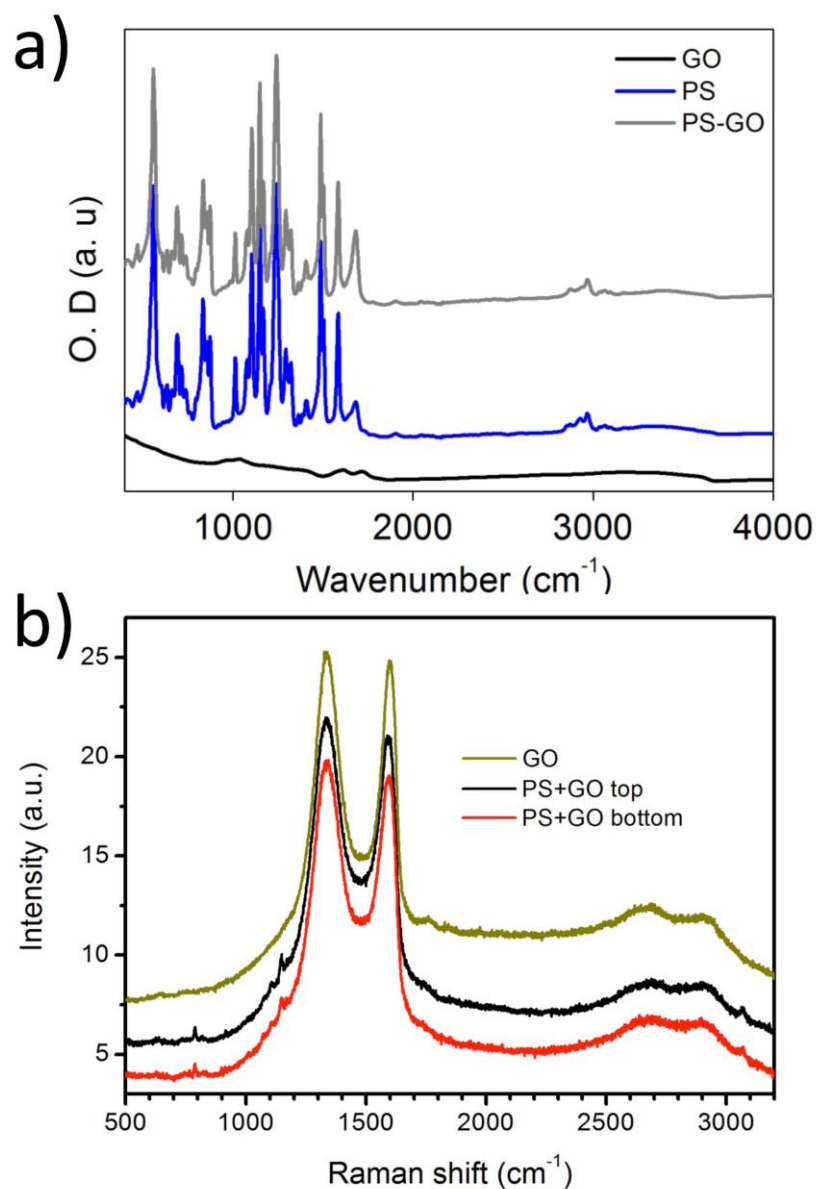 a)
GO
PS
PS-GO
O. D (a. u)
1000 2000 3000 4000
Wavenumber (cm⁻¹)
b)
25
20
15
10
5
GO
PS+GO top
PS+GO bottom
Intensity (a.u.)
500 1000 1500 2000 2500 3000
Raman shift (cm⁻¹)